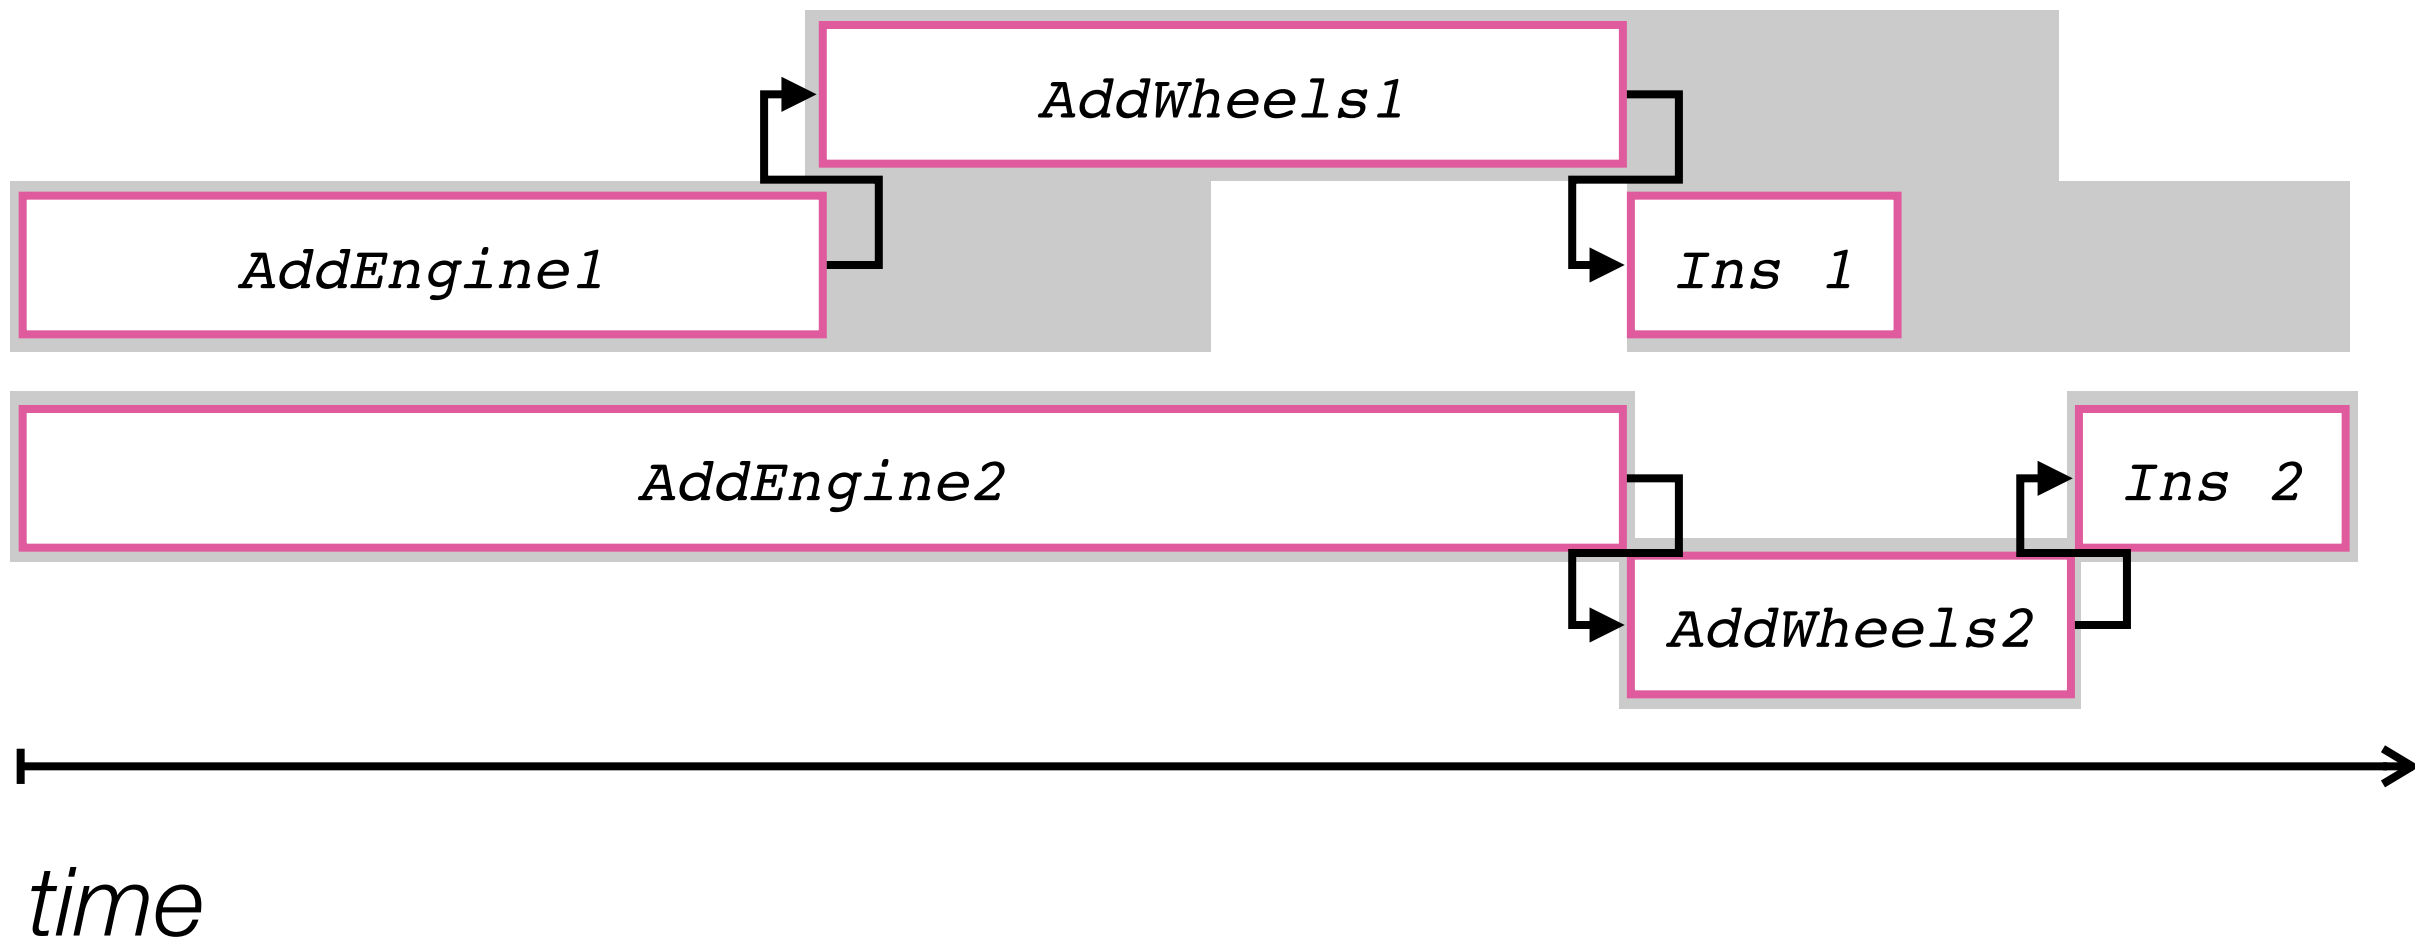 AddWheels1
AddEngine1
Ins 1
AddEngine2
Ins 2
AddWheels2
time